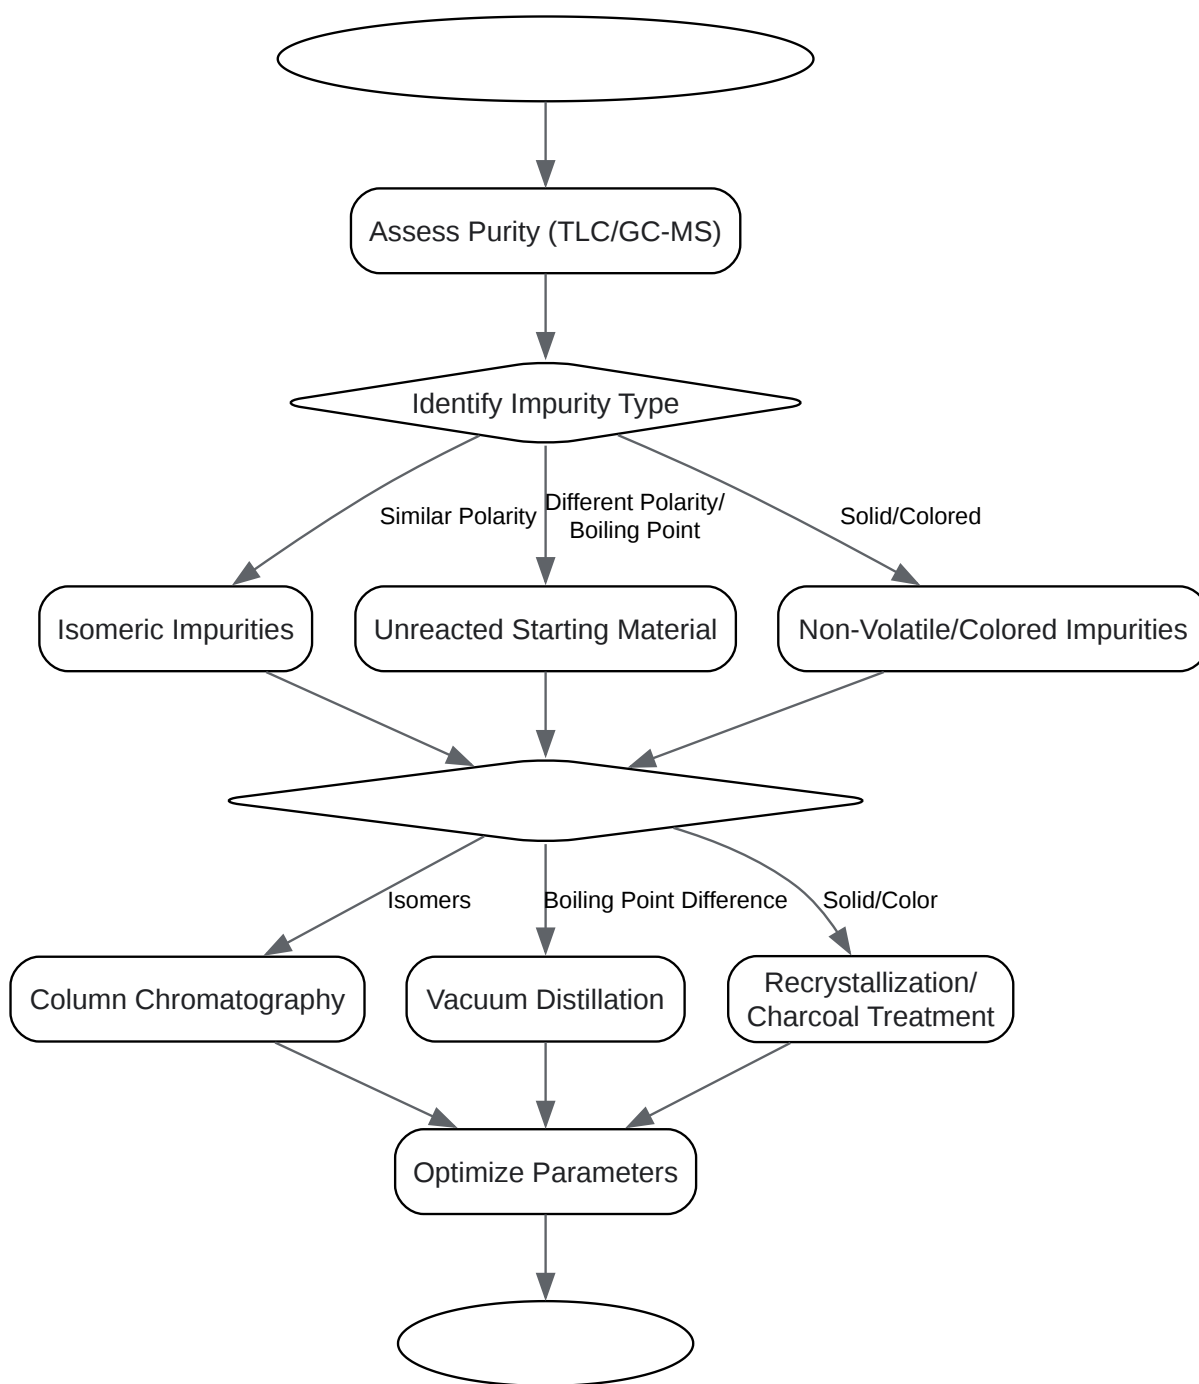 Assess Purity (TLC/GC-MS)
Identify Impurity Type
Similar Polarity
Different Polarity/
Boiling Point
Solid/Colored
Isomeric Impurities
Unreacted Starting Material
Non-Volatile/Colored Impurities
Isomers
Boiling Point Difference
Solid/Color
Column Chromatography
Vacuum Distillation
Recrystallization/
Charcoal Treatment
Optimize Parameters